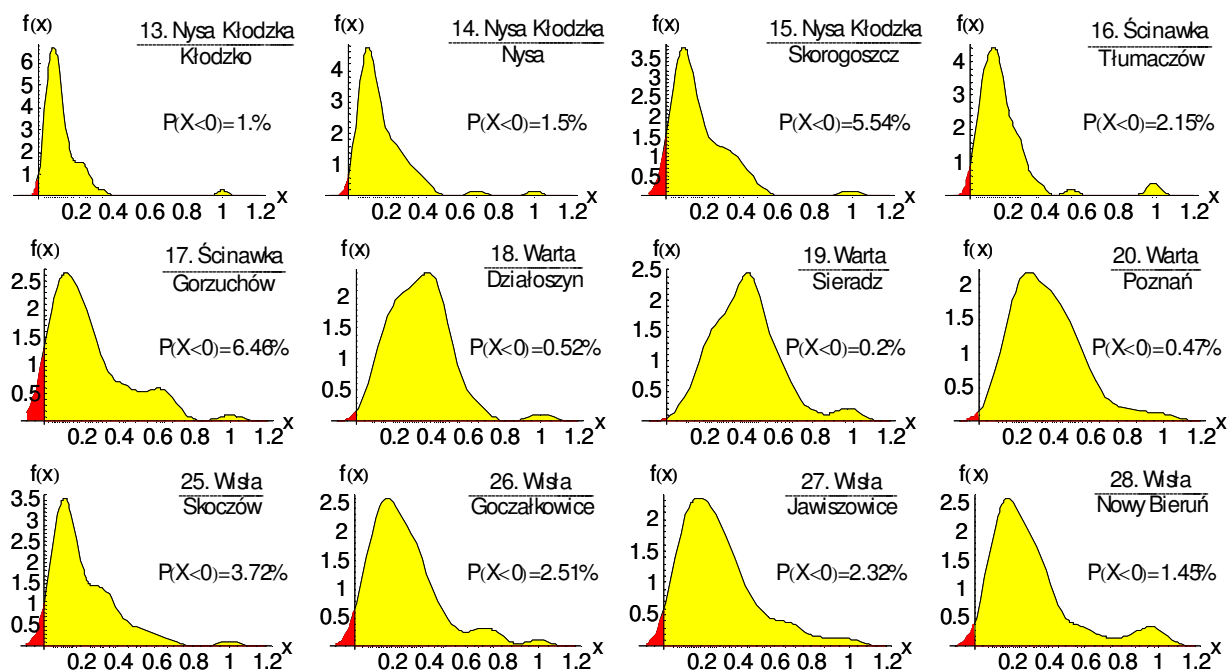 f(x)
13. Nysa Kłodzka
Kłodzko
P(X<0)=1.%
6
5
4
3
2
1
0.2 0.4 0.6 0.8 1 1.2 x
f(x)
14. Nysa Kłodzka
Nysa
P(X<0)=1.5%
4
3
2
1
0.2 0.4 0.6 0.8 1 1.2 x
f(x)
15. Nysa Kłodzka
Skorogoszcz
P(X<0)=5.54%
3.5
3
2.5
2
1.5
1
0.5
0.2 0.4 0.6 0.8 1 1.2 x
f(x)
16. Ścinawka
Tłumaczów
P(X<0)=2.15%
4
3
2
1
0.2 0.4 0.6 0.8 1 1.2 x
f(x)
17. Ścinawka
Gorzuchów
P(X<0)=6.46%
2.5
2
1.5
1
0.5
0.2 0.4 0.6 0.8 1 1.2 x
f(x)
18. Warta
Działoszyn
P(X<0)=0.52%
2
1.5
1
0.5
0.2 0.4 0.6 0.8 1 1.2 x
f(x)
19. Warta
Sieradz
P(X<0)=0.2%
2.5
2
1.5
1
0.5
0.2 0.4 0.6 0.8 1 1.2 x
f(x)
20. Warta
Poznań
P(X<0)=0.47%
2
1.5
1
0.5
0.2 0.4 0.6 0.8 1 1.2 x
f(x)
25. Wisła
Skoczów
P(X<0)=3.72%
3.5
3
2.5
2
1.5
1
0.5
0.2 0.4 0.6 0.8 1 1.2 x
f(x)
26. Wisła
Goczałkowice
P(X<0)=2.51%
2.5
2
1.5
1
0.5
0.2 0.4 0.6 0.8 1 1.2 x
f(x)
27. Wisła
Jawiszowice
P(X<0)=2.32%
2
1.5
1
0.5
0.2 0.4 0.6 0.8 1 1.2 x
f(x)
28. Wisła
Nowy Bieruń
P(X<0)=1.45%
2.5
2
1.5
1
0.5
0.2 0.4 0.6 0.8 1 1.2 x